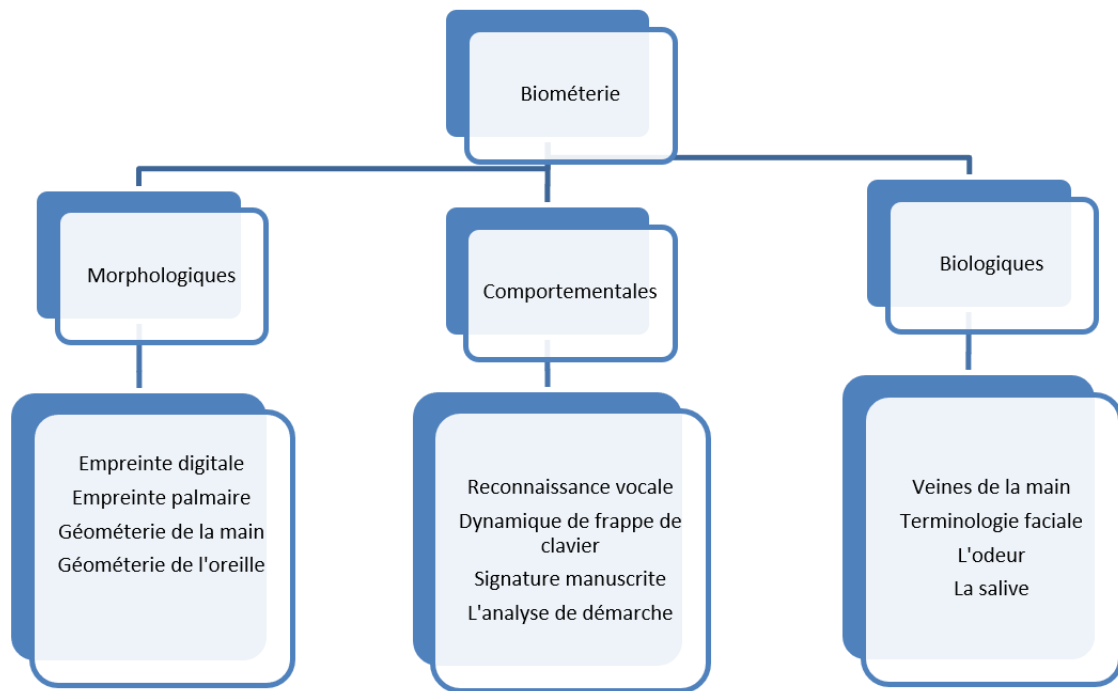 Biométerie
Morphologiques
Comportementales
Biologiques
Empreinte digitale
Empreinte palmaire
Géométerie de la main
Géométerie de l'oreille
Reconnaissance vocale
Dynamique de frappe de
clavier
Signature manuscrite
L'analyse de démarche
Veines de la main
Terminologie faciale
L'odeur
La salive